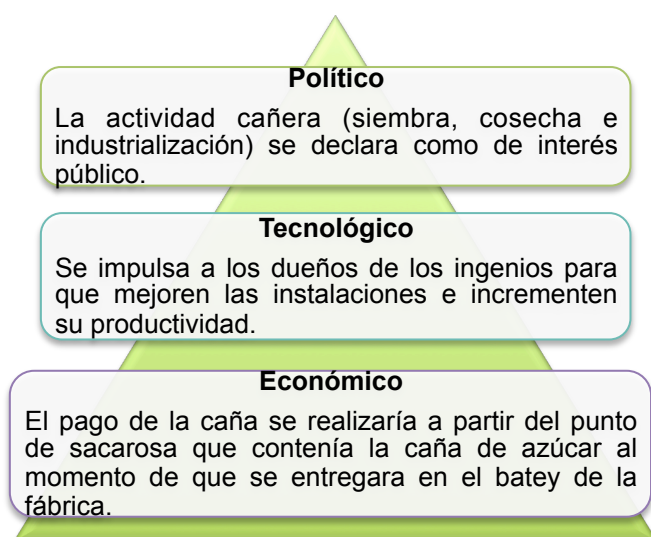 Político
La actividad cañera (siembra, cosecha e
industrialización) se declara como de interés
público.
Tecnológico
Se impulsa a los dueños de los ingenios para
que mejoren las instalaciones e incrementen
su productividad.
Económico
El pago de la caña se realizaría a partir del punto
de sacarosa que contenía la caña de azúcar al
momento de que se entregara en el batey de la
fábrica.